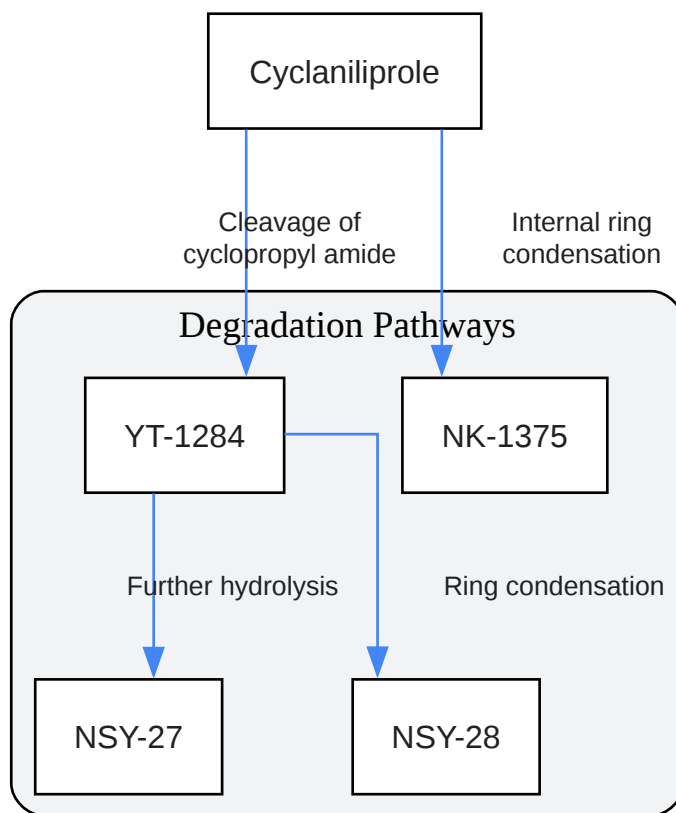 Cyclaniliprole
Cleavage of
cyclopropyl amide
Internal ring
condensation
Degradation Pathways
YT-1284
NK-1375
Further hydrolysis
Ring condensation
NSY-27
NSY-28